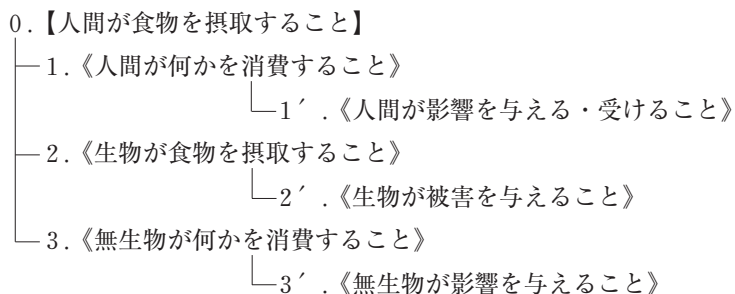 0.【人間が食物を摂取すること】
1.《人間が何かを消費すること》
1′.《人間が影響を与える・受けること》
2.《生物が食物を摂取すること》
2′.《生物が被害を与えること》
3.《無生物が何かを消費すること》
3′.《無生物が影響を与えること》